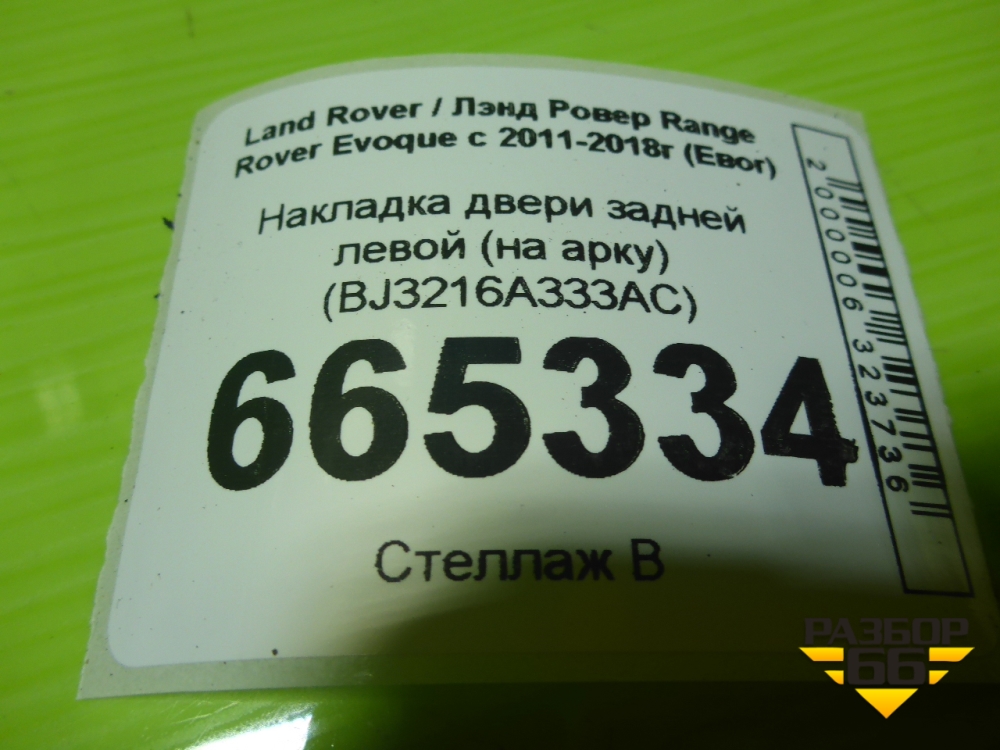 Land Rover / Лэнд Ровер Range
Rover Evoque с 2011-2018г (Евог)
Накладка двери задней
левой (на арку)
(BJ3216A333AC)
665334
Стеллаж В
2000006323736
РАЗБОР
66